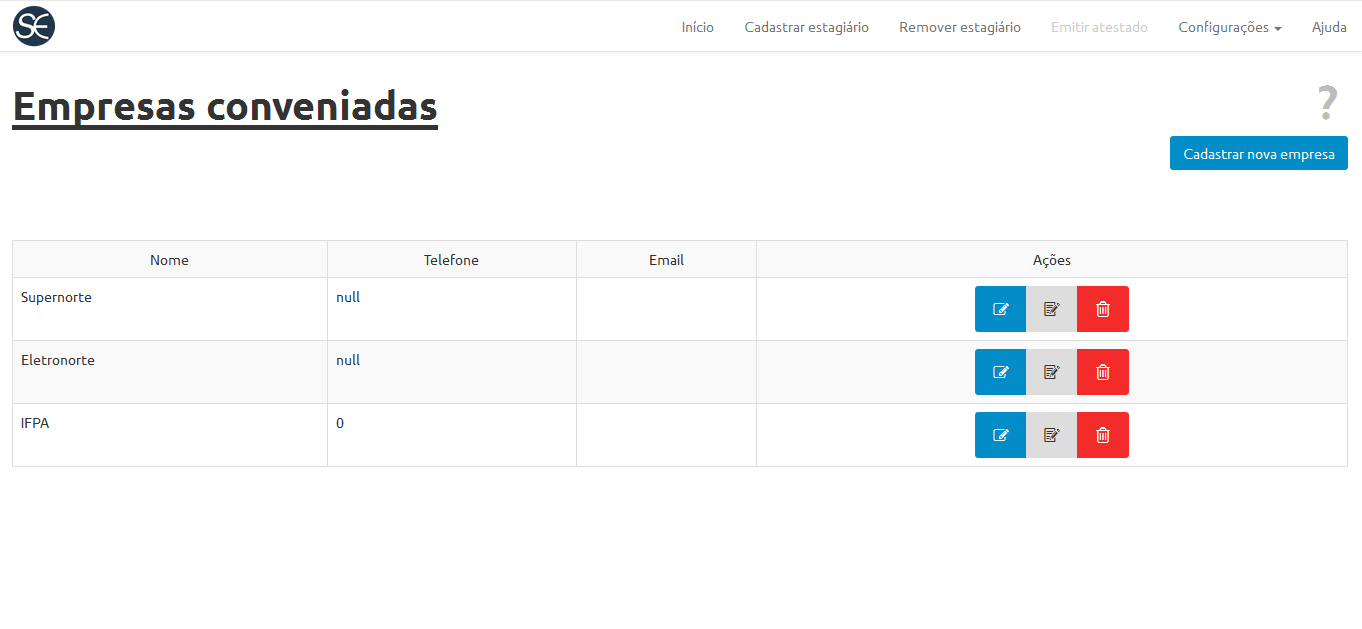 SE
Início Cadastrar estagiário Remover estagiário Emitir atestado Configurações Ajuda
Empresas conveniadas
?
Cadastrar nova empresa
Nome Telefone Email Ações
Supernorte null
Eletronorte null
IFPA 0